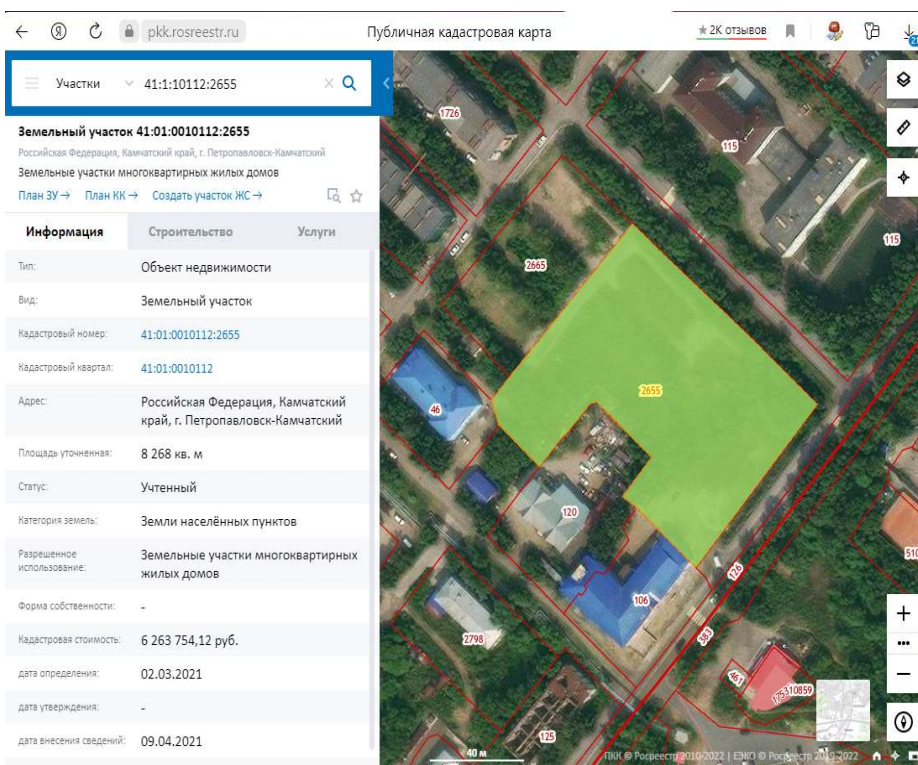 pkk.rosreestr.ru
Публичная кадастровая карта
★ 2K отзывов
Участки
41:1:10112:2655
Земельный участок 41:01:0010112:2655
Российская Федерация, Камчатский край, г. Петропавловск-Камчатский
Земельные участки многоквартирных жилых домов
План ЗУ → План КК → Создать участок ЖС →
Информация Строительство Услуги
Тип: Объект недвижимости
Вид: Земельный участок
Кадастровый номер: 41:01:0010112:2655
Кадастровый квартал: 41:01:0010112
Адрес: Российская Федерация, Камчатский
край, г. Петропавловск-Камчатский
Площадь уточненная: 8 268 кв. м
Статус: Учтенный
Категория земель: Земли населённых пунктов
Разрешенное
использование:
Земельные участки многоквартирных
жилых домов
Форма собственности: -
Кадастровая стоимость: 6 263 754,12 руб.
дата определения: 02.03.2021
дата утверждения: -
дата внесения сведений: 09.04.2021
1726
115
115
2665
2655
46
120
510
126
106
383
2798
461
10859
125
40 м
ПКК © Росреестр 2010-2022 | ЕЭКО © Росреестр 2019-2022